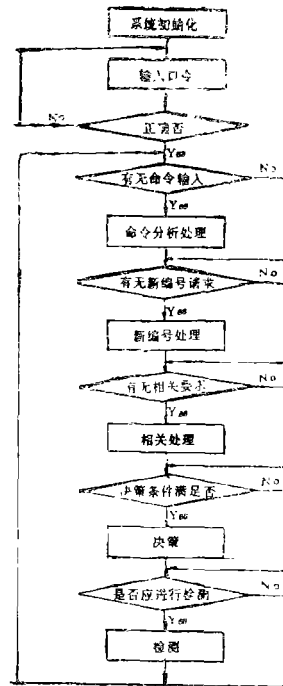 系统初始化
输入口令
No
正确否
Yes
有无命令输入
No
Yes
命令分析处理
有无新编号请求
No
Yes
新编号处理
有无相关要求
No
Yes
相关处理
决策条件满足否
No
Yes
决策
是否应进行检测
No
Yes
检测